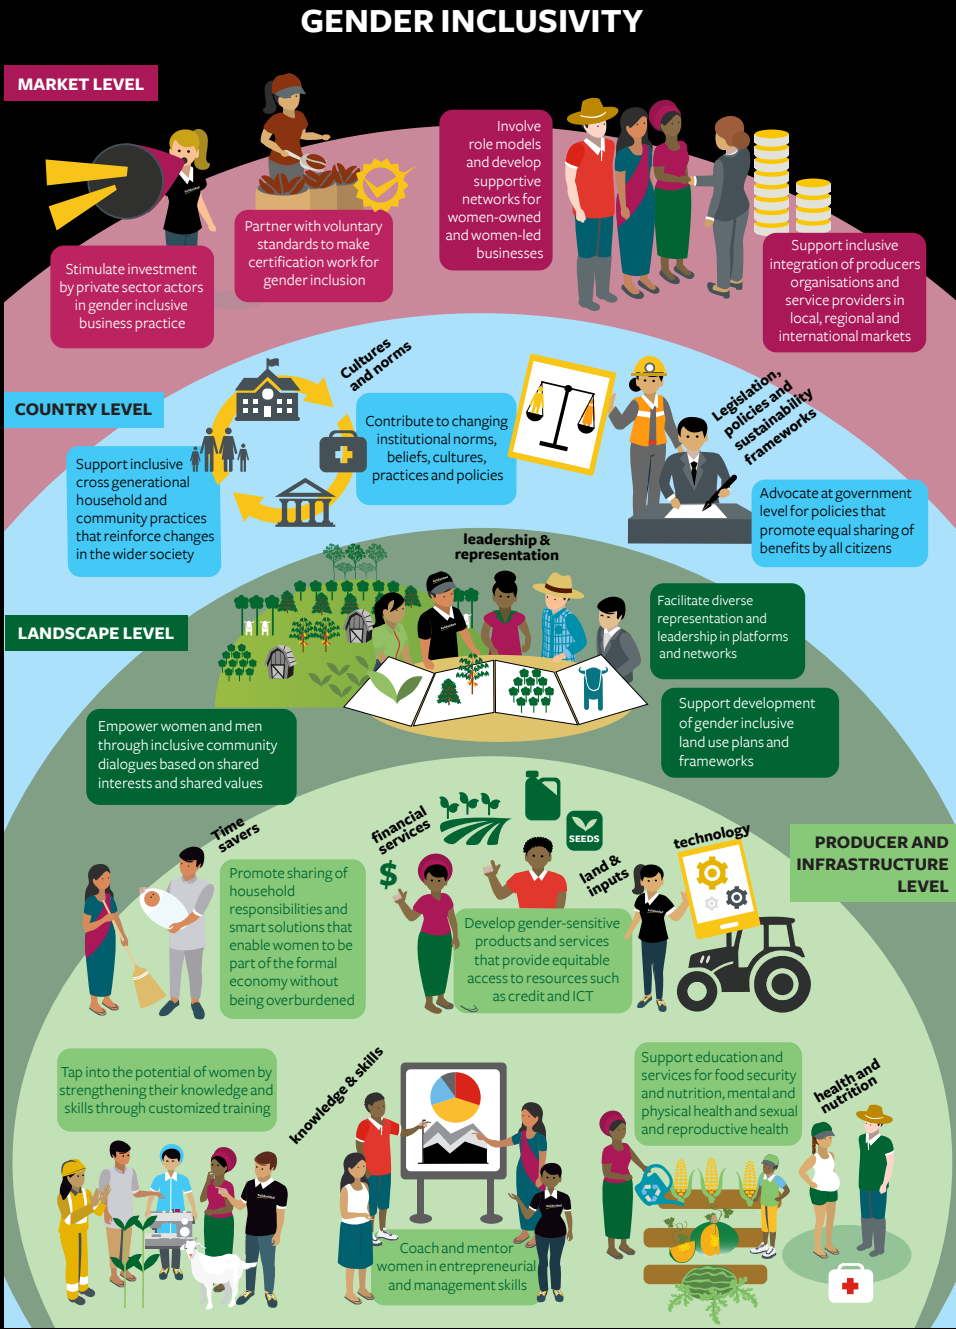 GENDER INCLUSIVITY
MARKET LEVEL
Stimulate investment
by private sector actors
in gender inclusive
business practice
Partner with voluntary
standards to make
certification work for
gender inclusion
Involve
role models
and develop
supportive
networks for
women-owned
and women-led
businesses
Support inclusive
integration of producers
organisations and
service providers in
local, regional and
international markets
COUNTRY LEVEL
Support inclusive
cross generational
household and
community practices
that reinforce changes
in the wider society
Cultures
and norms
Contribute to changing
institutional norms,
beliefs, cultures,
practices and policies
Legislation,
policies and
sustainability
frameworks
Advocate at government
level for policies that
promote equal sharing of
benefits by all citizens
LANDSCAPE LEVEL
leadership &
representation
Facilitate diverse
representation and
leadership in platforms
and networks
Support development
of gender inclusive
land use plans and
frameworks
Empower women and men
through inclusive community
dialogues based on shared
interests and shared values
PRODUCER AND
INFRASTRUCTURE
LEVEL
Time
savers
Promote sharing of
household
responsibilities and
smart solutions that
enable women to be
part of the formal
economy without
being overburdened
financial
services
$
SEEDS
land &
inputs
technology
Develop gender-sensitive
products and services
that provide equitable
access to resources such
as credit and ICT
Tap into the potential of women by
strengthening their knowledge and
skills through customized training
knowledge & skills
Coach and mentor
women in entrepreneurial
and management skills
Support education and
services for food security
and nutrition, mental and
physical health and sexual
and reproductive health
health and
nutrition